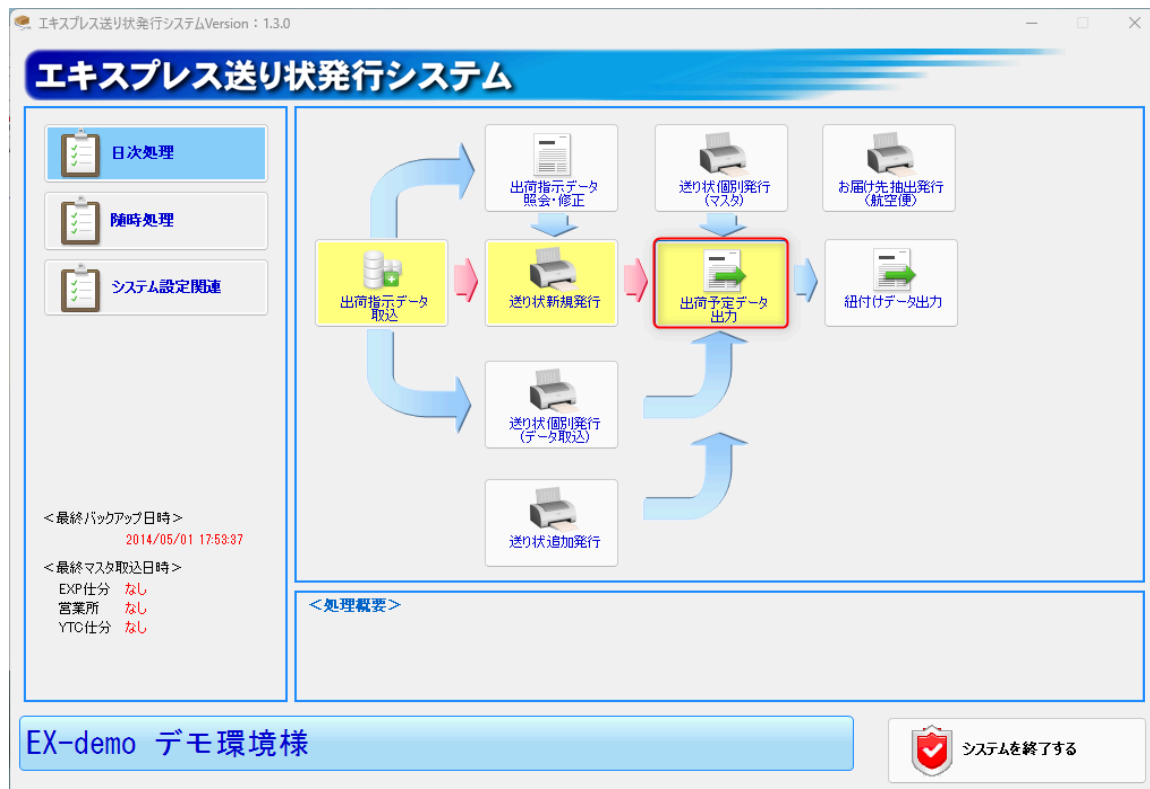 エキスプレス送り状発行システムVersion：1.3.0
エキスプレス送り状発行システム
日次処理
随時処理
システム設定関連
<最終バックアップ日時>
2014/05/01 17:53:37
<最終マスタ取込日時>
EXP仕分 なし
営業所 なし
YTC仕分 なし
出荷指示データ
照会・修正
送り状個別発行
(マスタ)
お届け先抽出発行
(航空便)
出荷指示データ
取込
送り状新規発行
出荷予定データ
出力
紐付けデータ出力
送り状個別発行
(データ取込)
送り状追加発行
<処理概要>
EX-demo デモ環境様
システムを終了する